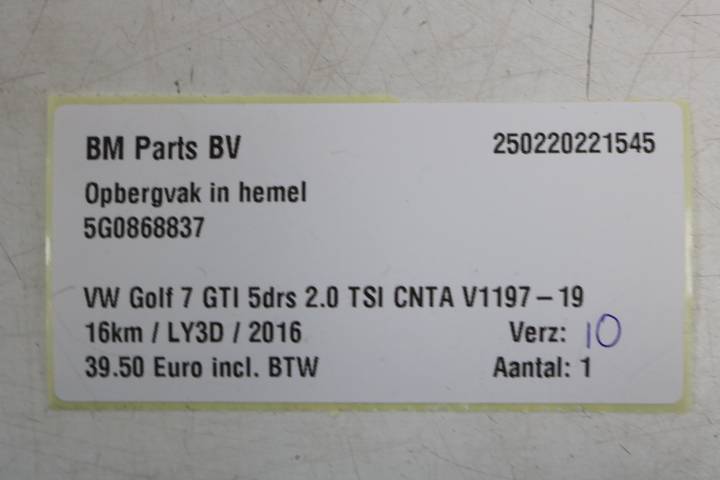 BM Parts BV 250220221545
Opbergvak in hemel
5G0868837
VW Golf 7 GTI 5drs 2.0 TSI CNTA V1197 – 19
16km / LY3D / 2016 Verz: 10
39.50 Euro incl. BTW Aantal: 1